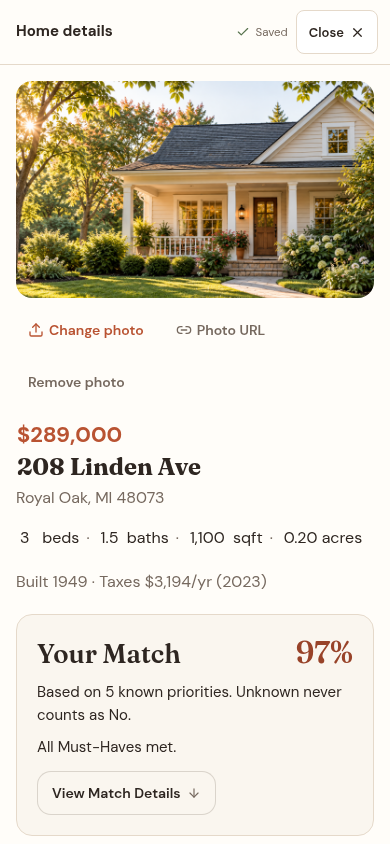 Home details
Saved
Close
Change photo
Photo URL
Remove photo
$289,000
208 Linden Ave
Royal Oak, MI 48073
3 beds · 1.5 baths · 1,100 sqft · 0.20 acres
Built 1949 · Taxes $3,194/yr (2023)
Your Match 97%
Based on 5 known priorities. Unknown never
counts as No.
All Must-Haves met.
View Match Details ↓